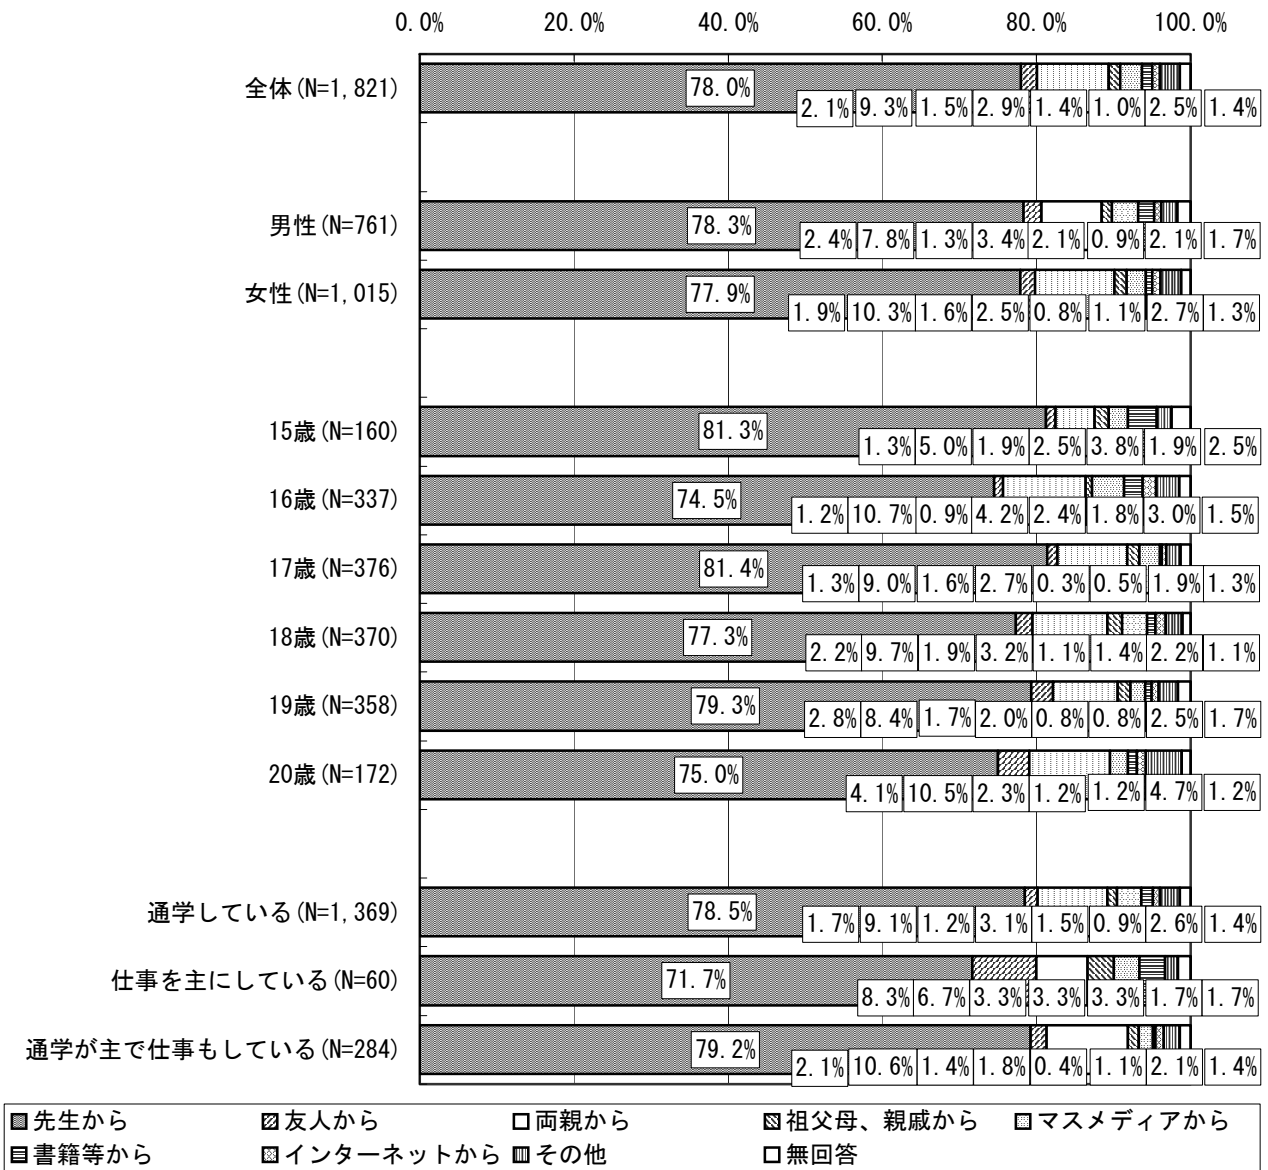 0.0% 20.0% 40.0% 60.0% 80.0% 100.0%
全体(N=1,821) 78.0% 2.1% 9.3% 1.5% 2.9% 1.4% 1.0% 2.5% 1.4%
男性(N=761) 78.3% 2.4% 7.8% 1.3% 3.4% 2.1% 0.9% 2.1% 1.7%
女性(N=1,015) 77.9% 1.9% 10.3% 1.6% 2.5% 0.8% 1.1% 2.7% 1.3%
15歳(N=160) 81.3% 1.3% 5.0% 1.9% 2.5% 3.8% 1.9% 2.5%
16歳(N=337) 74.5% 1.2% 10.7% 0.9% 4.2% 2.4% 1.8% 3.0% 1.5%
17歳(N=376) 81.4% 1.3% 9.0% 1.6% 2.7% 0.3% 0.5% 1.9% 1.3%
18歳(N=370) 77.3% 2.2% 9.7% 1.9% 3.2% 1.1% 1.4% 2.2% 1.1%
19歳(N=358) 79.3% 2.8% 8.4% 1.7% 2.0% 0.8% 0.8% 2.5% 1.7%
20歳(N=172) 75.0% 4.1% 10.5% 2.3% 1.2% 1.2% 4.7% 1.2%
通学している(N=1,369) 78.5% 1.7% 9.1% 1.2% 3.1% 1.5% 0.9% 2.6% 1.4%
仕事を主にしている(N=60) 71.7% 8.3% 6.7% 3.3% 3.3% 3.3% 1.7% 1.7%
通学が主で仕事もしている(N=284) 79.2% 2.1% 10.6% 1.4% 1.8% 0.4% 1.1% 2.1% 1.4%
先生から 友人から 両親から 祖父母、親戚から マスメディアから
書籍等から インターネットから その他 無回答